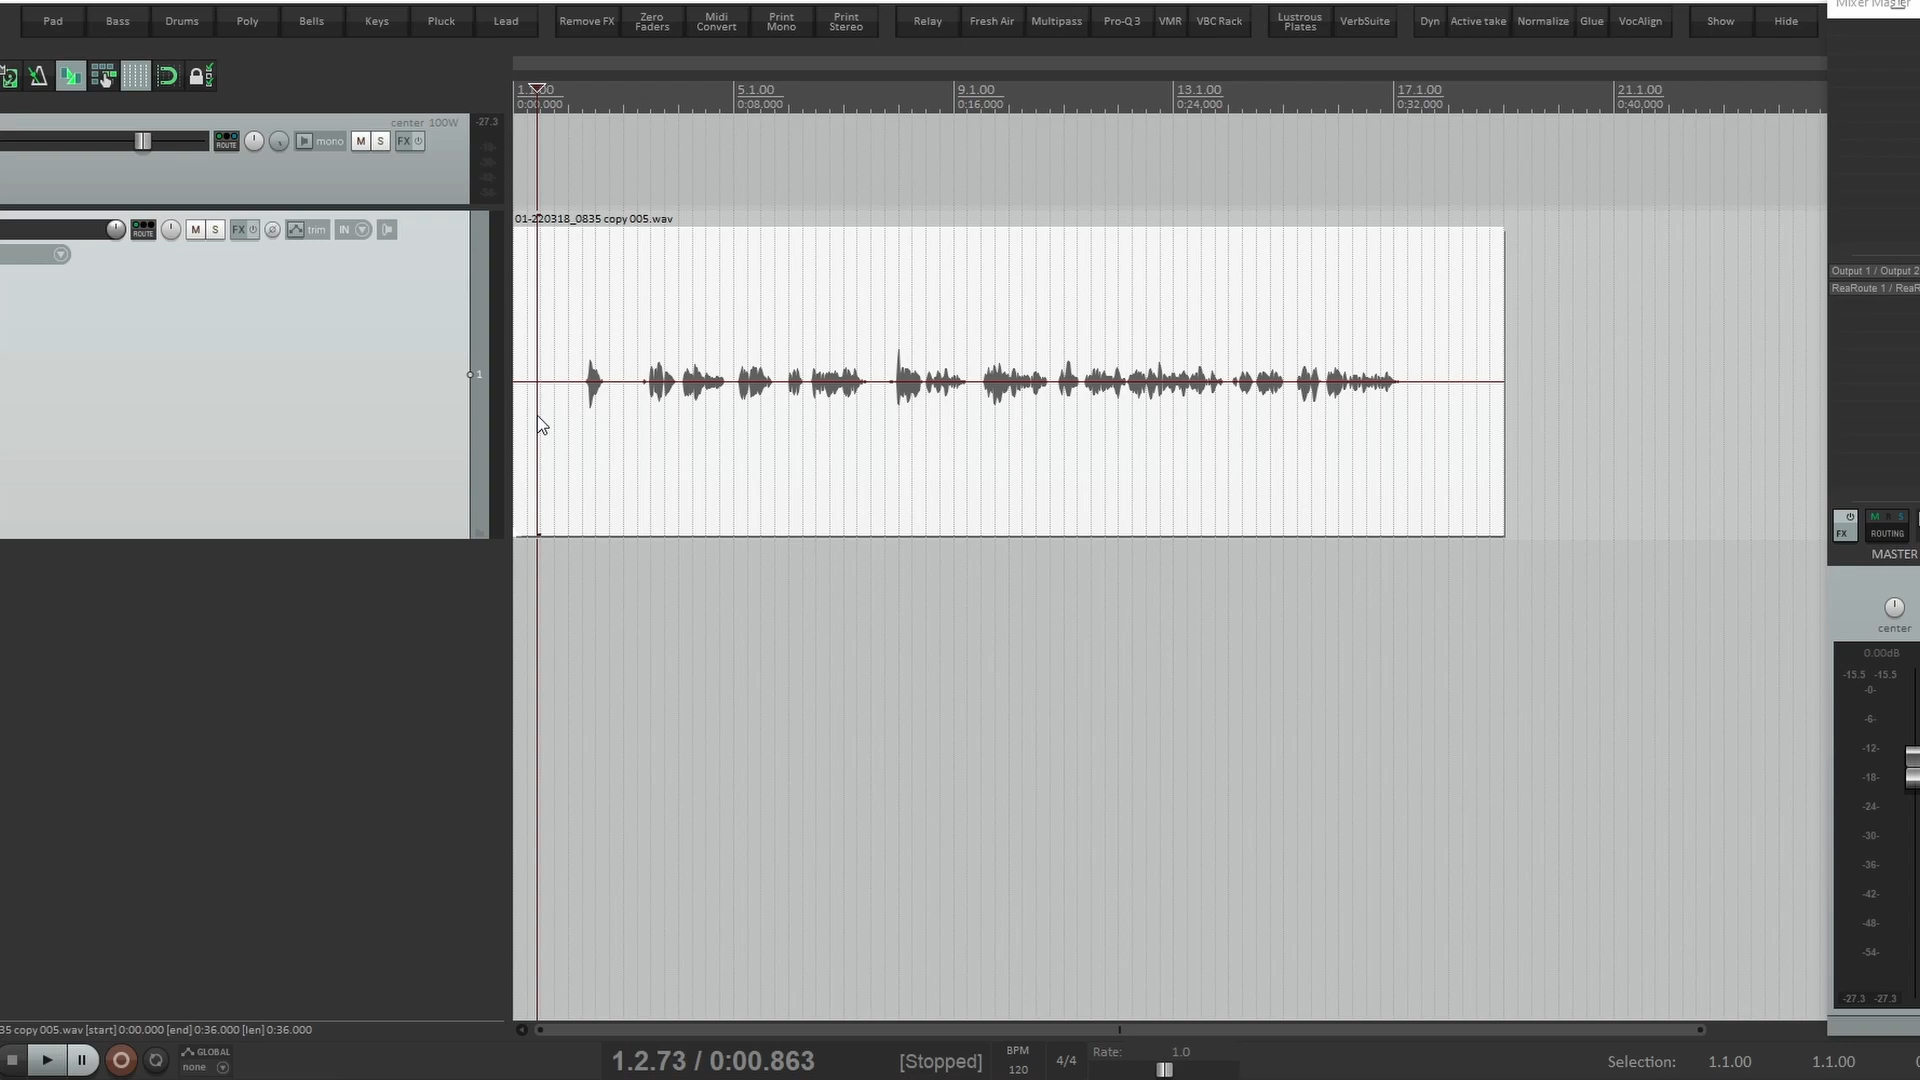 Mixer Master
Pad Bass Drums Poly Bells Keys Pluck Lead Remove FX Zero Faders Midi Convert Print Mono Print Stereo Relay Fresh Air Multipass Pro-Q 3 VMR VBC Rack Lustrous Plates VerbSuite Dyn Active take Normalize Glue VocAlign Show Hide
1.1.00 5.1.00 9.1.00 13.1.00 17.1.00 21.1.00
0:00.000 0:08.000 0:16.000 0:24.000 0:32.000 0:40.000
center 100W -27.3
ROUTE mono M S FX
01-220318_0835 copy 005.wav
ROUTE M S FX trim IN
Output 1 / Output 2
ReaRoute 1 / ReaR
1
M R S
FX ROUTING
MASTER
center
0.00dB
-15.5 -15.5
-0-
-6-
-12-
-18-
-24-
-30-
-36-
-42-
-48-
-54-
-27.3 -27.3
35 copy 005.wav [start] 0:00.000 [end] 0:36.000 [len] 0:36.000
GLOBAL
none
1.2.73 / 0:00.863 [Stopped]
BPM
120
4/4
Rate: 1.0
Selection: 1.1.00 1.1.00